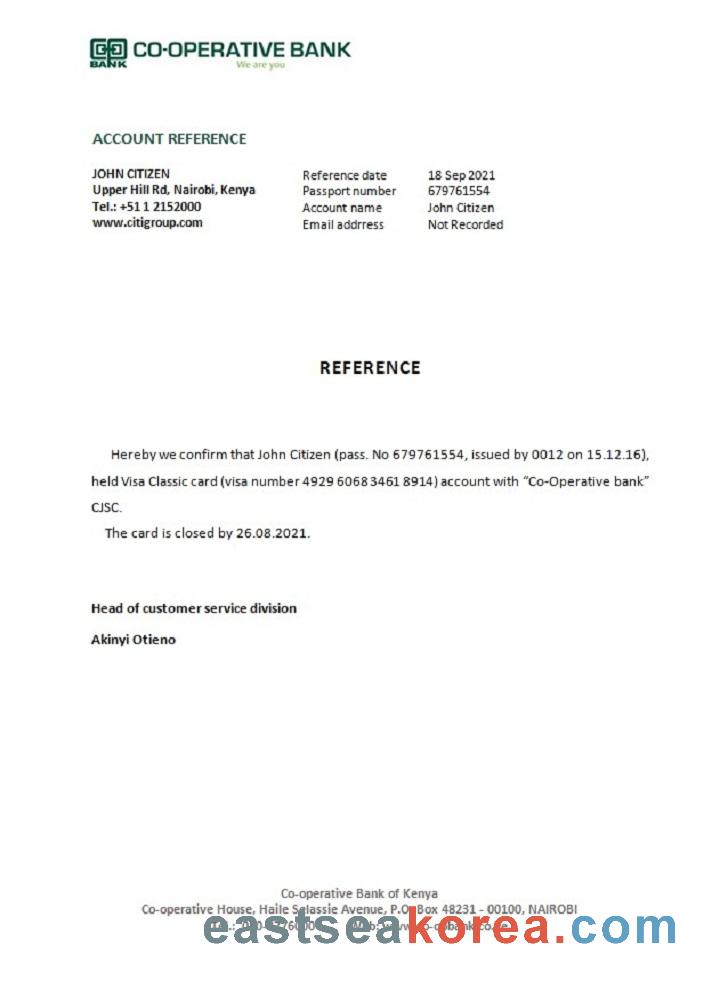 CO-OPERATIVE BANK
BANK
We are you
ACCOUNT REFERENCE
JOHN CITIZEN
Upper Hill Rd, Nairobi, Kenya
Tel.: +51 1 2152000
www.citigroup.com
Reference date 18 Sep 2021
Passport number 679761554
Account name John Citizen
Email addrress Not Recorded
REFERENCE
Hereby we confirm that John Citizen (pass. No 679761554, issued by 0012 on 15.12.16),
held Visa Classic card (visa number 4929 6068 3461 8914) account with “Co-Operative bank”
CJSC.
The card is closed by 26.08.2021.
Head of customer service division
Akinyi Otieno
Co-operative Bank of Kenya
Co-operative House, Haile Selassie Avenue, P.O. Box 48231 - 00100, NAIROBI
eastseakorea.com